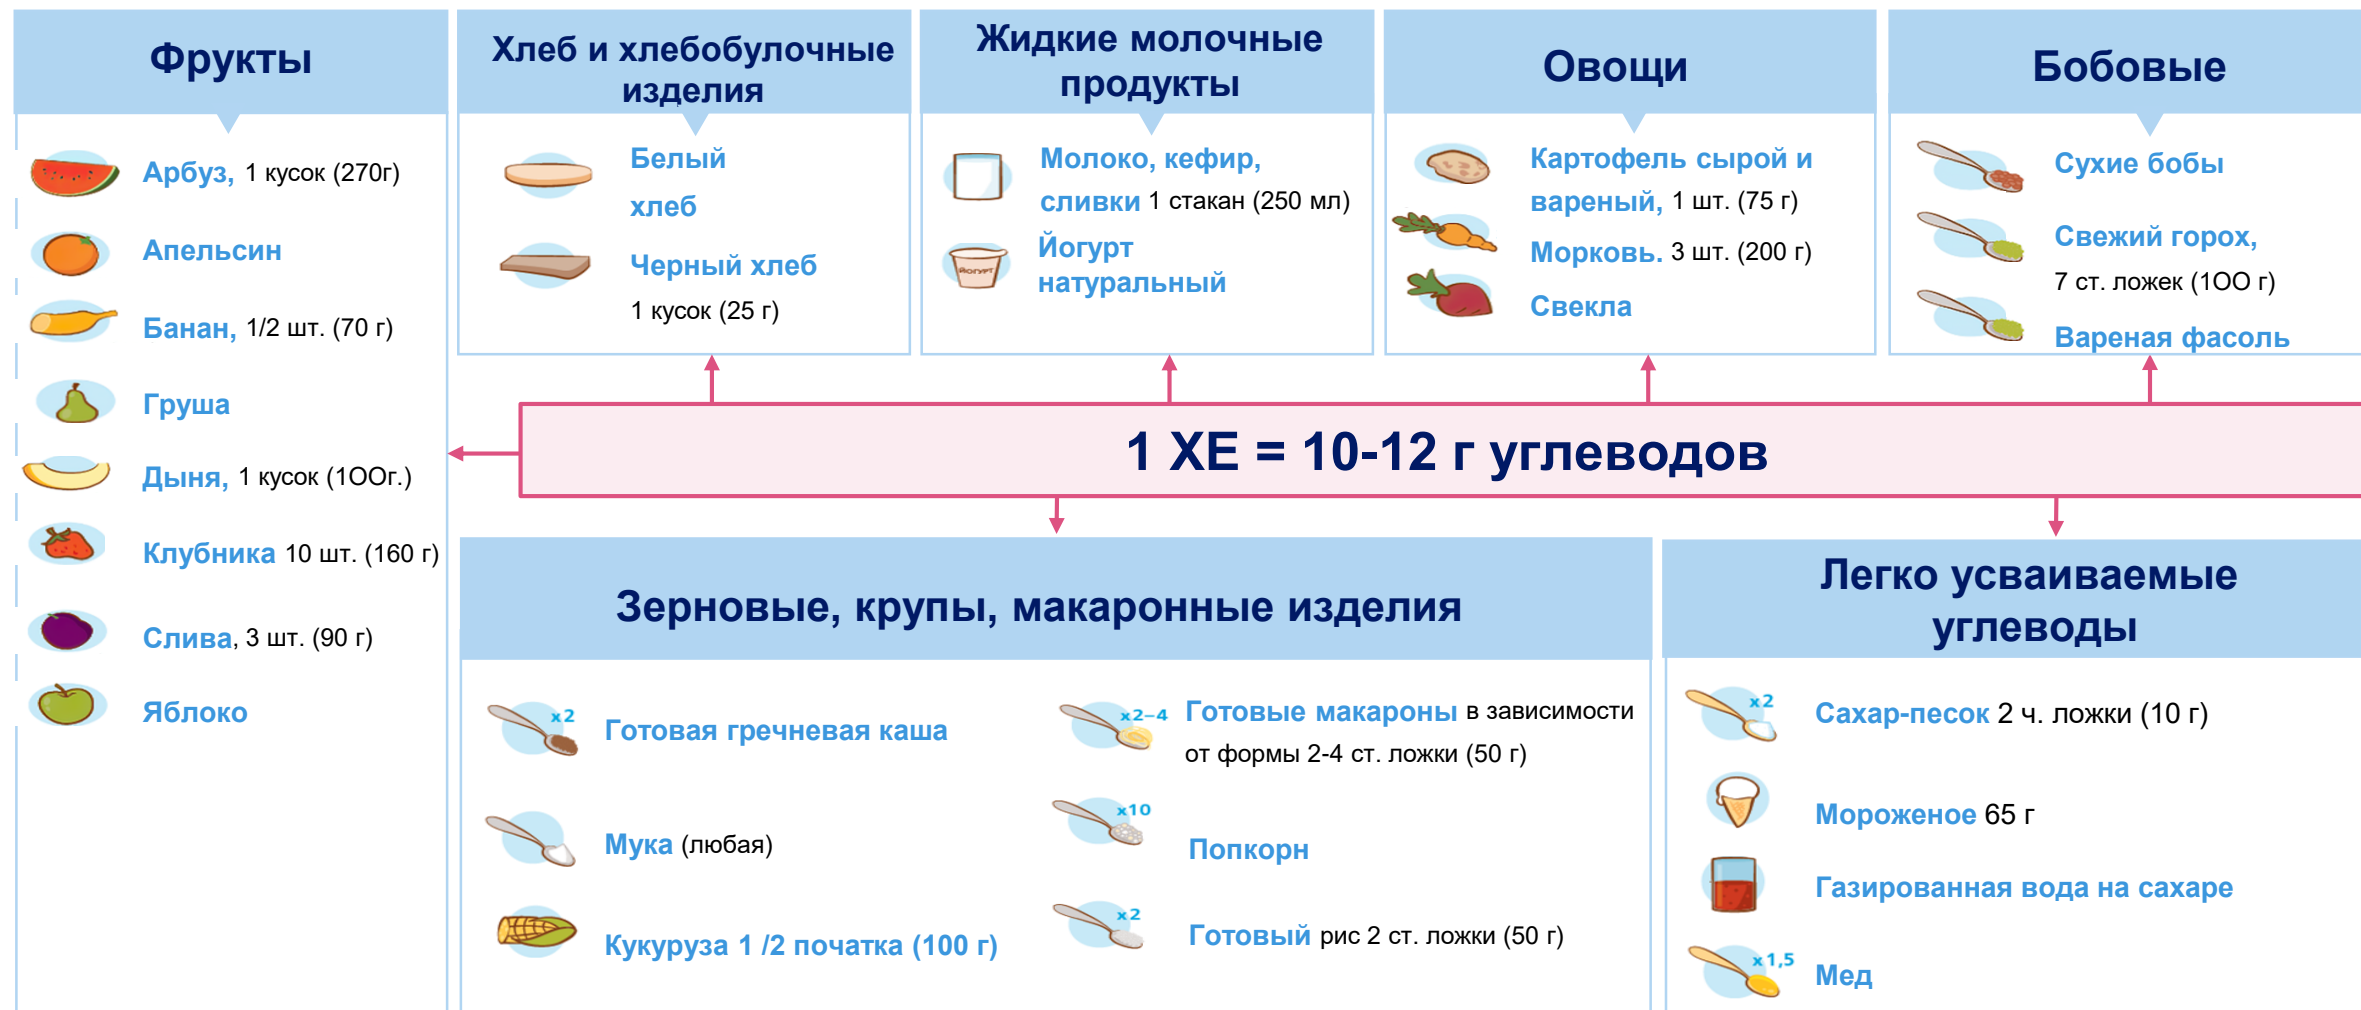 Фрукты
Арбуз, 1 кусок (270г)
Апельсин
Банан, 1/2 шт. (70 г)
Груша
Дыня, 1 кусок (1ООг.)
Клубника 10 шт. (160 г)
Слива, 3 шт. (90 г)
Яблоко
Хлеб и хлебобулочные
изделия
Белый
хлеб
Черный хлеб
1 кусок (25 г)
Жидкие молочные
продукты
Молоко, кефир,
сливки 1 стакан (250 мл)
ЙОГУРТ
Йогурт
натуральный
Овощи
Картофель сырой и
вареный, 1 шт. (75 г)
Морковь. 3 шт. (200 г)
Свекла
Бобовые
Сухие бобы
Свежий горох,
7 ст. ложек (1ОО г)
Вареная фасоль
1 ХЕ = 10-12 г углеводов
Зерновые, крупы, макаронные изделия
x2
Готовая гречневая каша
Мука (любая)
Кукуруза 1 /2 початка (100 г)
x2–4
Готовые макароны в зависимости
от формы 2-4 ст. ложки (50 г)
x10
Попкорн
x2
Готовый рис 2 ст. ложки (50 г)
Легко усваиваемые
углеводы
x2
Сахар-песок 2 ч. ложки (10 г)
Мороженое 65 г
Газированная вода на сахаре
x1,5
Мед